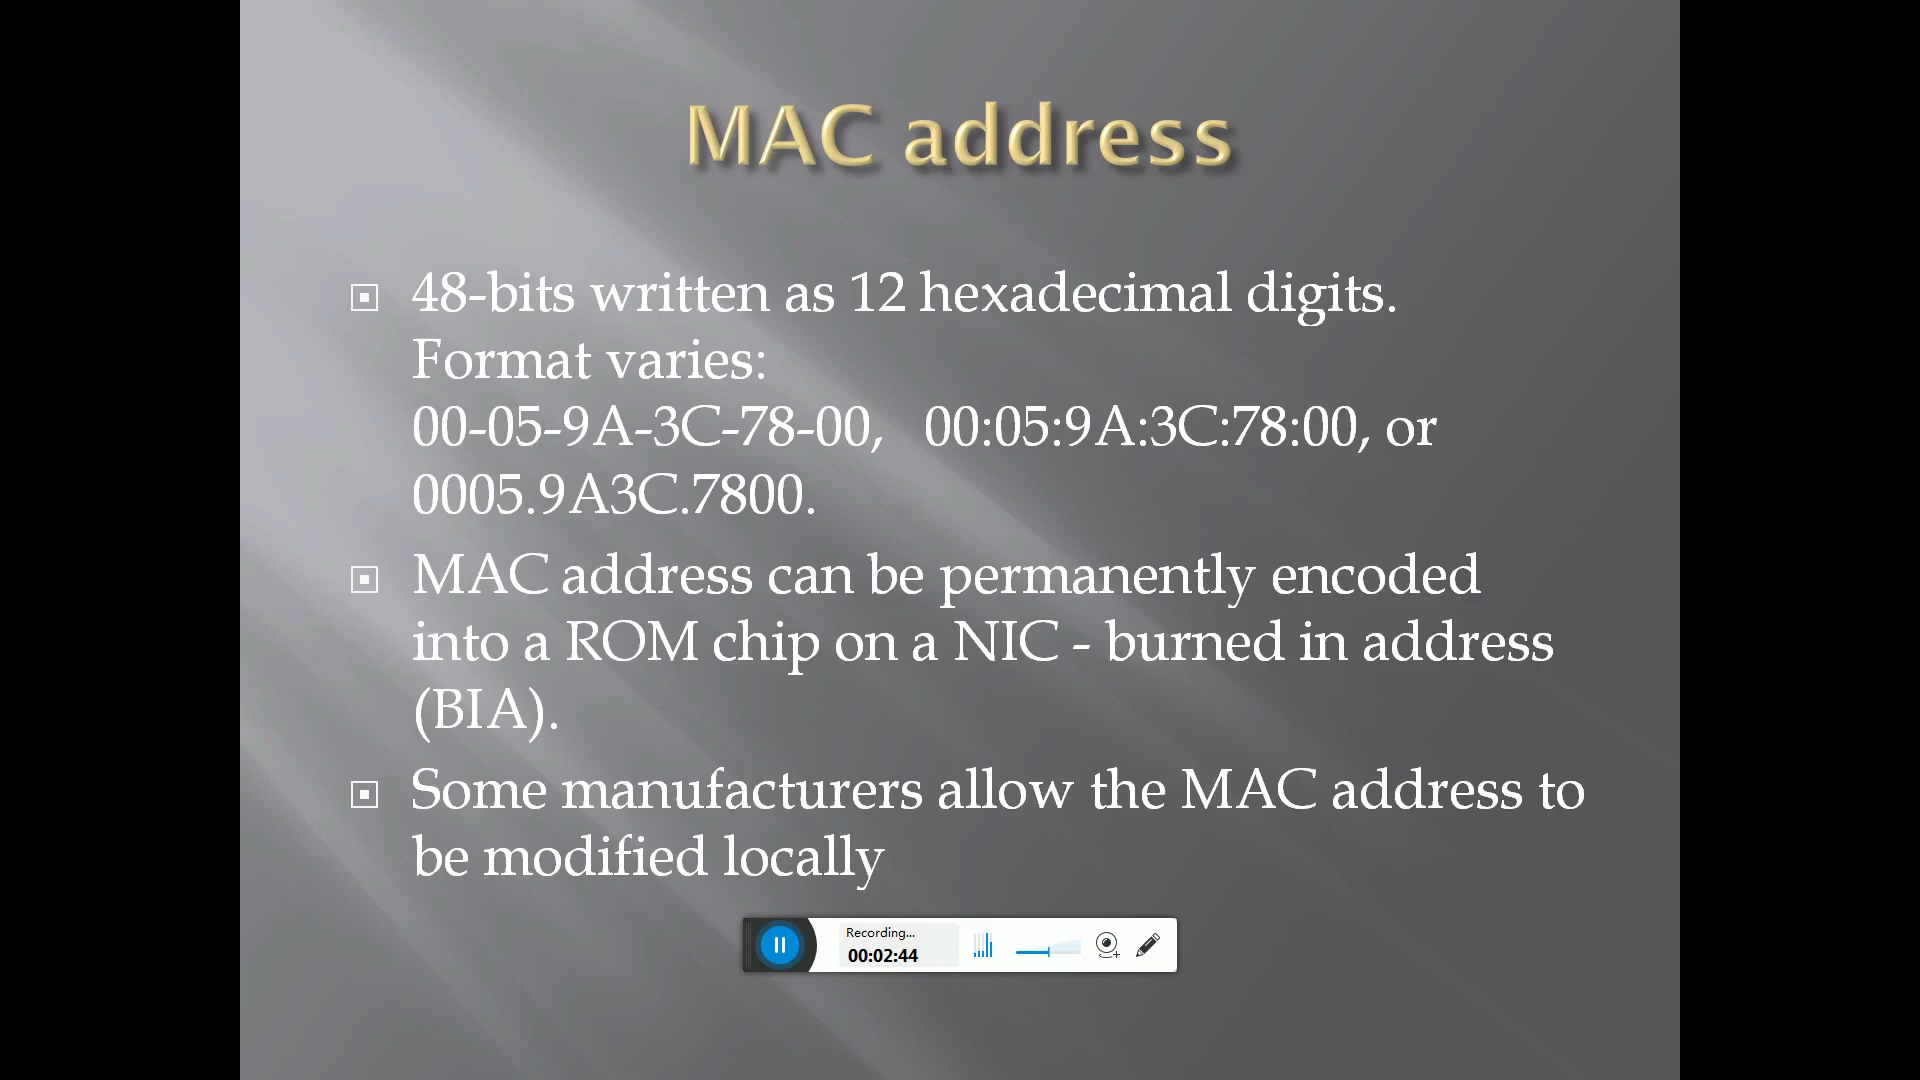 MAC address
48-bits written as 12 hexadecimal digits.
Format varies:
00-05-9A-3C-78-00, 00:05:9A:3C:78:00, or
0005.9A3C.7800.
MAC address can be permanently encoded
into a ROM chip on a NIC - burned in address
(BIA).
Some manufacturers allow the MAC address to
be modified locally
Recording...
00:02:44